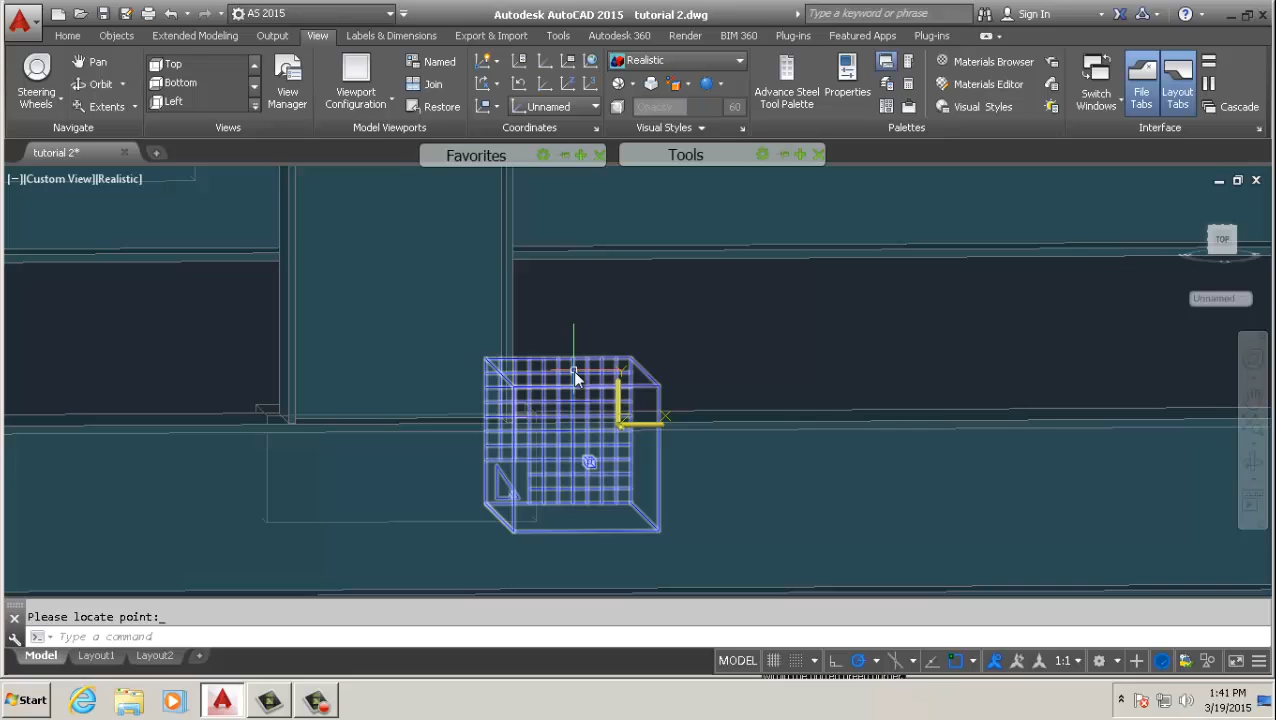 AS 2015
Autodesk AutoCAD 2015 tutorial 2.dwg
Type a keyword or phrase
Sign In
Home Objects Extended Modeling Output View Labels & Dimensions Export & Import Tools Autodesk 360 Render BIM 360 Plug-ins Featured Apps Plug-ins
Steering Wheels
Pan
Orbit
Extents
Navigate
Top
Bottom
Left
View Manager
Views
Viewport Configuration
Named
Join
Restore
Model Viewports
Unnamed
Coordinates
Realistic
Opacity 60
Visual Styles
Advance Steel Tool Palette
Properties
Materials Browser
Materials Editor
Visual Styles
Palettes
Switch Windows
File Tabs
Layout Tabs
Cascade
Interface
tutorial 2*
Favorites
Tools
[−][Custom View][Realistic]
TOP
Unnamed
Y
X
Please locate point:
Type a command
Model Layout1 Layout2
MODEL
1:1
Start
1:41 PM
3/19/2015